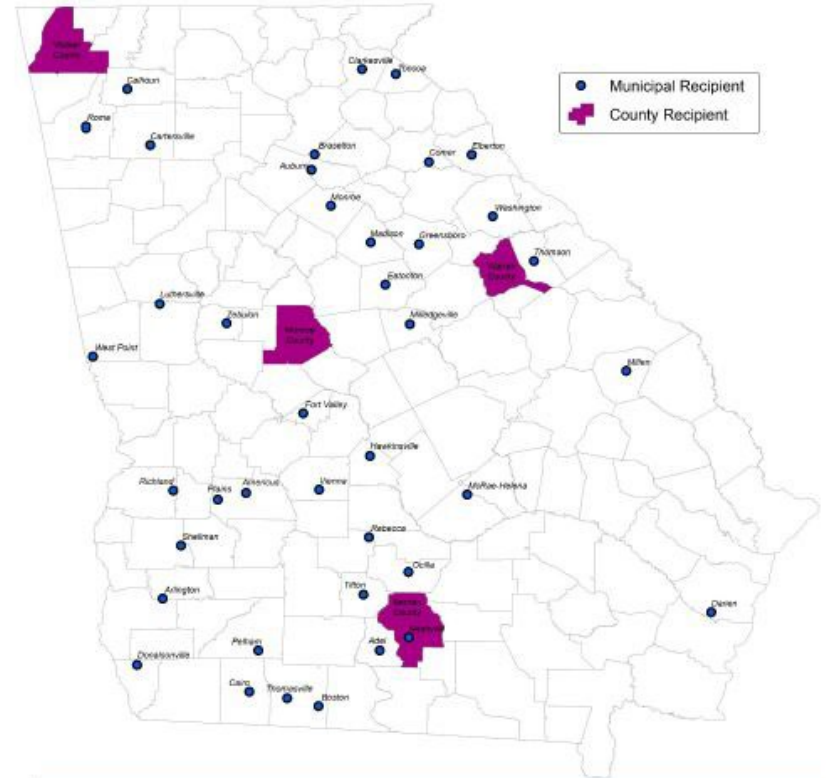 Walker
County
Clarkesville
Toccoa
Municipal Recipient
County Recipient
Calhoun
Rome
Cartersville
Braselton
Auburn
Comer
Elberton
Monroe
Washington
Madison
Greensboro
Thomson
Warren
County
Eatonton
Luthersville
Zebulon
Monroe
County
Milledgeville
West Point
Millen
Fort Valley
Hawkinsville
Richland
Plains
Americus
Vienna
McRae-Helena
Rebecca
Shellman
Ocilla
Tifton
Arlington
Berrien
County
Nashville
Darien
Adel
Pelham
Donalsonville
Cairo
Thomasville
Boston